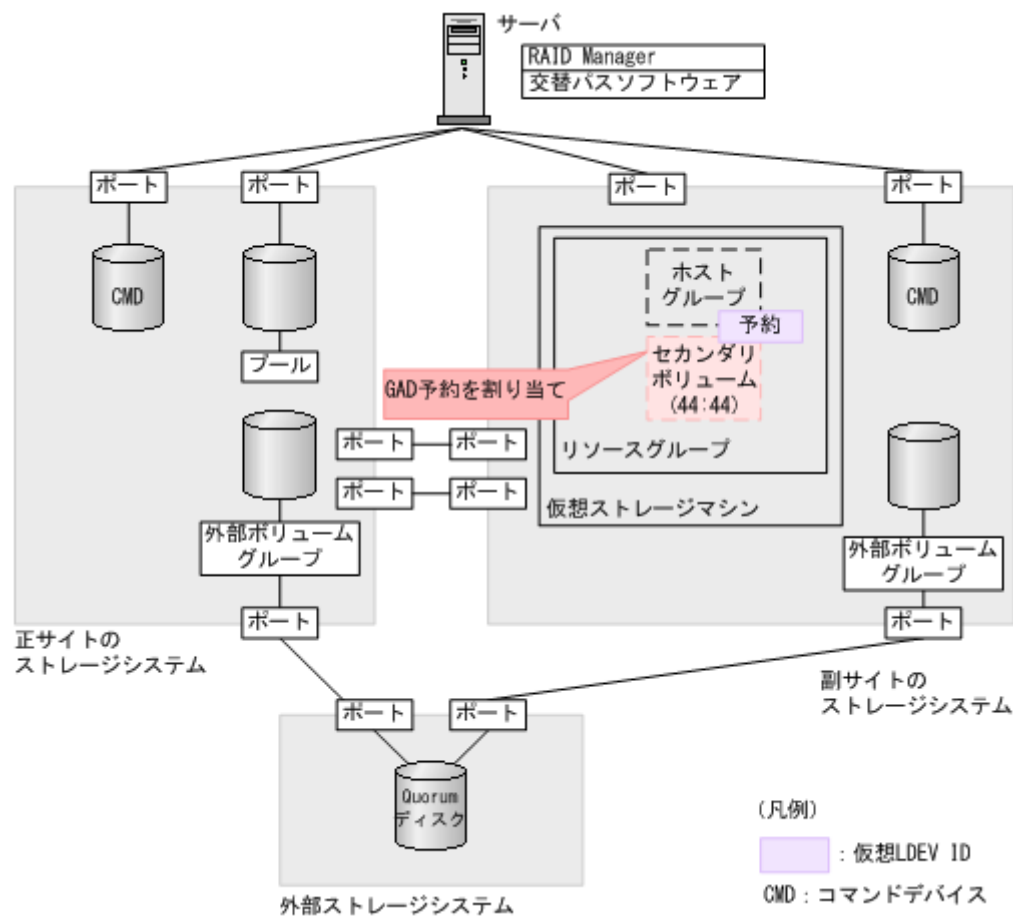 サーバ
RAID Manager
交替パスソフトウェア
ポート
ポート
ポート
ポート
CMD
プール
ホスト
グループ
予約
セカンダリ
ボリューム
(44:44)
CMD
GAD予約を割り当て
ポート
ポート
ポート
ポート
リソースグループ
仮想ストレージマシン
外部ボリューム
グループ
外部ボリューム
グループ
ポート
ポート
正サイトの
ストレージシステム
副サイトの
ストレージシステム
ポート
ポート
Quorum
ディスク
外部ストレージシステム
(凡例)
：仮想LDEV ID
CMD：コマンドデバイス